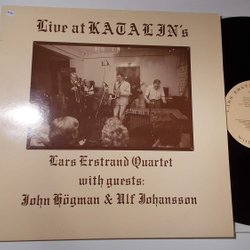 Live at KATALIN's
Lars Erstrand Quartet
with guests:
John Högman & Ulf Johansson